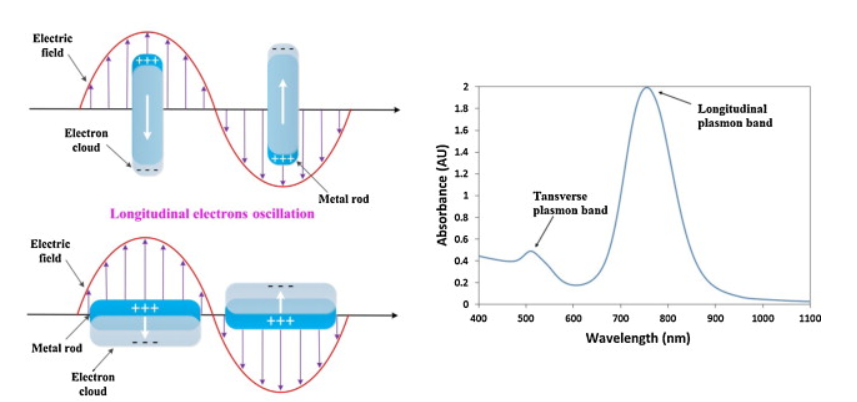 Electric
field
+++
- - -
Electron
cloud
- - -
+++
Metal rod
Longitudinal electrons oscillation
Electric
field
+++
- - -
Metal rod
Electron
cloud
- - -
+++
Absorbance (AU)
2
1.8
1.6
1.4
1.2
1
0.8
0.6
0.4
0.2
0
Longitudinal
plasmon band
Tansverse
plasmon band
400 500 600 700 800 900 1000 1100
Wavelength (nm)